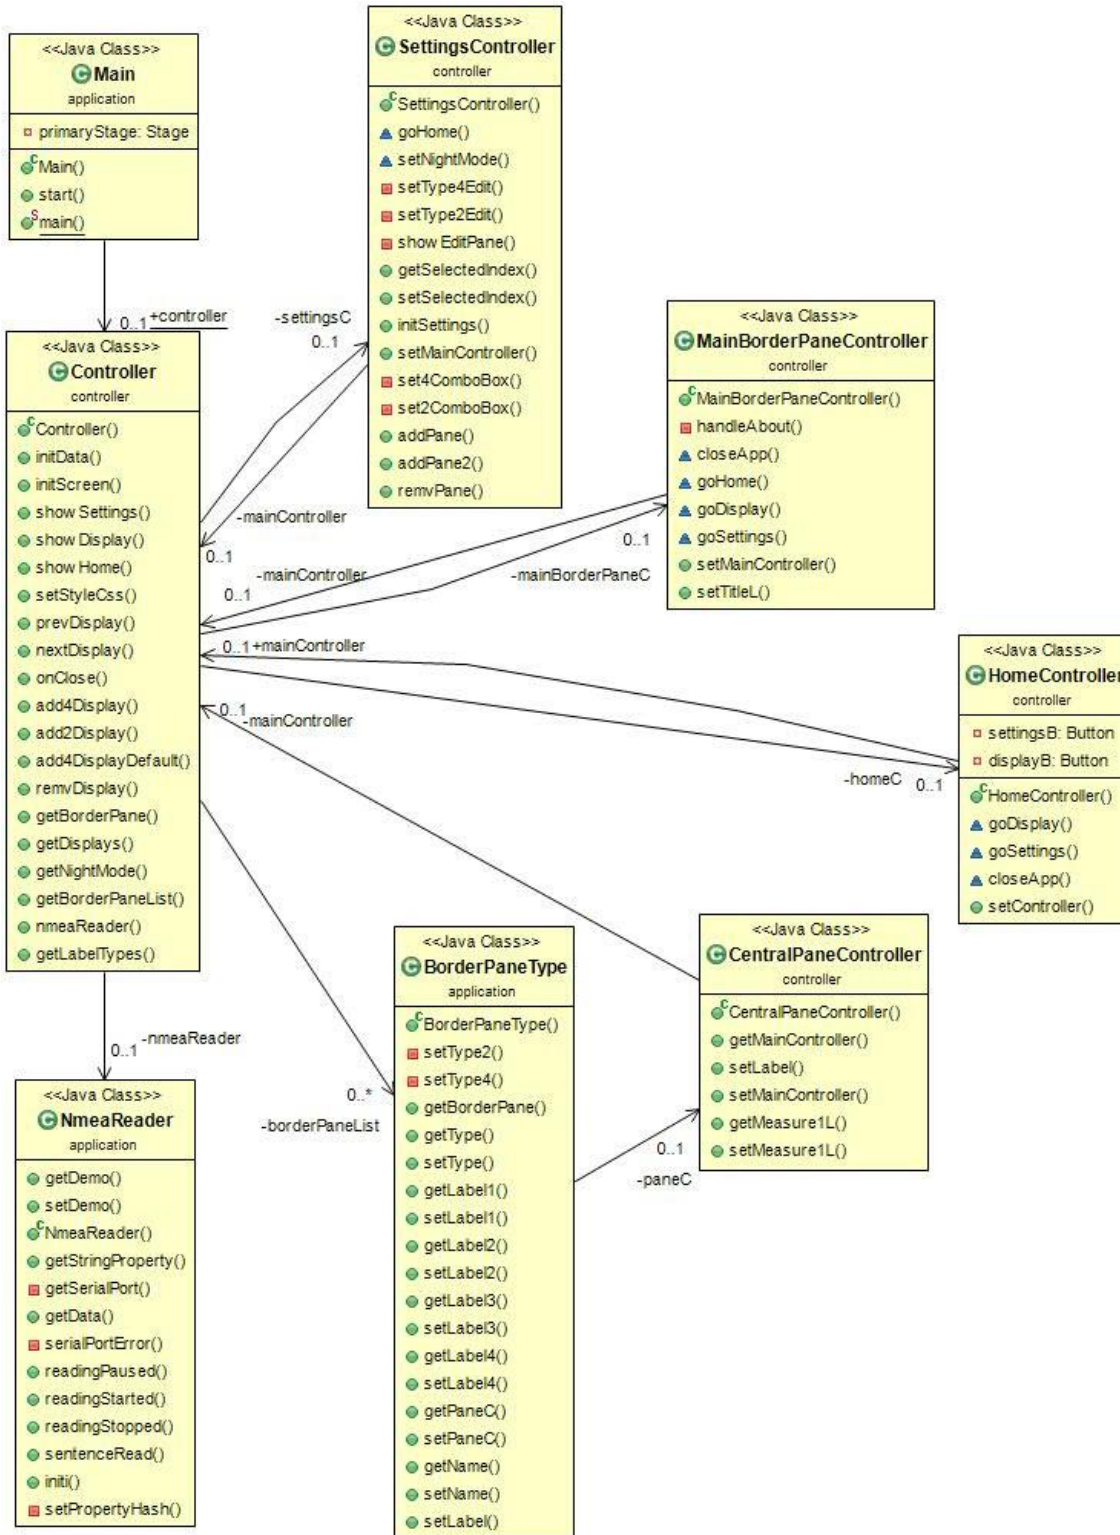 <<Java Class>>
Main
application
primaryStage: Stage
Main()
start()
main()
0..1 +controller
<<Java Class>>
SettingsController
controller
SettingsController()
goHome()
setNightMode()
setType4Edit()
setType2Edit()
show EditPane()
getSelectedIndex()
setSelectedIndex()
initSettings()
setMainController()
set4ComboBox()
set2ComboBox()
addPane()
addPane2()
remvPane()
-settingsC
0..1
-mainController
0..1
<<Java Class>>
Controller
controller
Controller()
initData()
initScreen()
show Settings()
show Display()
show Home()
setStyleCss()
prevDisplay()
nextDisplay()
onClose()
add4Display()
add2Display()
add4DisplayDefault()
remvDisplay()
getBorderPane()
getDisplays()
getNightMode()
getBorderPaneList()
nmeaReader()
getLabelTypes()
<<Java Class>>
MainBorderPaneController
controller
MainBorderPaneController()
handleAbout()
closeApp()
goHome()
goDisplay()
goSettings()
setMainController()
setTitleL()
0..1
-mainBorderPaneC
-mainController
0..1
0..1 +mainController
0..1
-mainController
<<Java Class>>
HomeController
controller
settingsB: Button
displayB: Button
HomeController()
goDisplay()
goSettings()
closeApp()
setController()
-homeC 0..1
<<Java Class>>
BorderPaneType
application
BorderPaneType()
setType2()
setType4()
getBorderPane()
getType()
setType()
getLabel1()
setLabel1()
getLabel2()
setLabel2()
getLabel3()
setLabel3()
getLabel4()
setLabel4()
getPaneC()
setPaneC()
getName()
setName()
setLabel()
0..*
-borderPaneList
<<Java Class>>
CentralPaneController
controller
CentralPaneController()
getMainController()
setLabel()
setMainController()
getMeasure1L()
setMeasure1L()
0..1
-paneC
-nmeaReader
0..1
<<Java Class>>
NmeaReader
application
getDemo()
setDemo()
NmeaReader()
getStringProperty()
getSerialPort()
getData()
serialPortError()
readingPaused()
readingStarted()
readingStopped()
sentenceRead()
initi()
setPropertyHash()